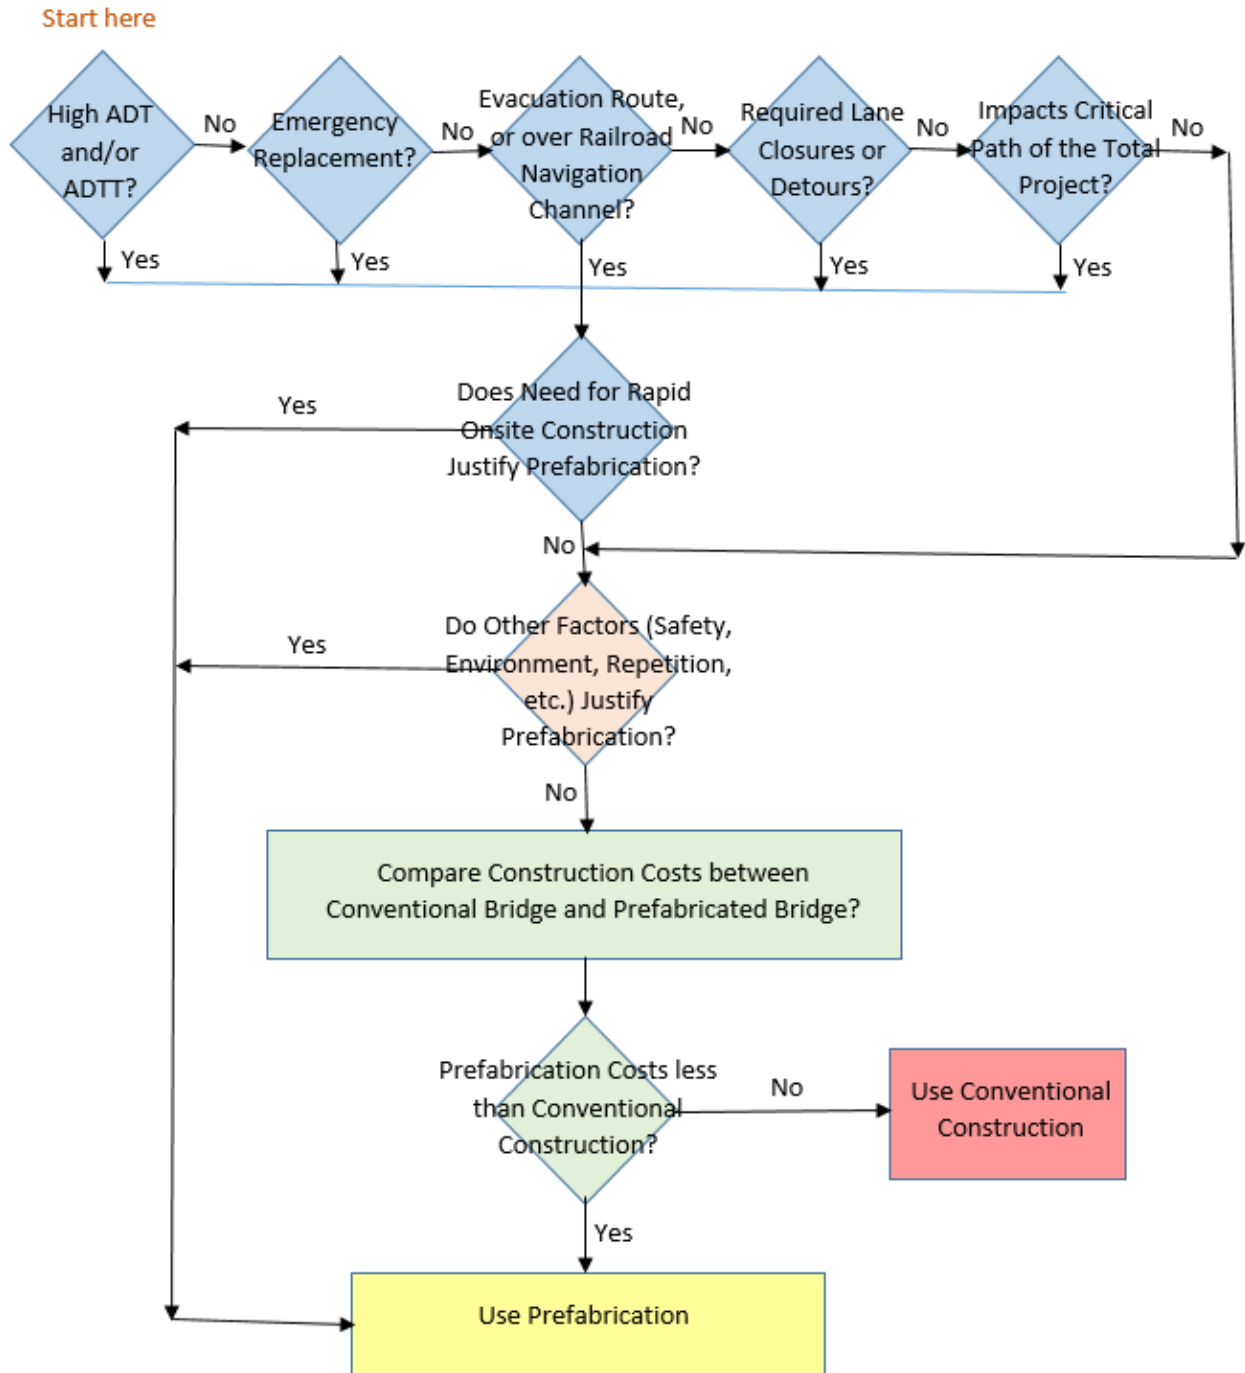 Start here
High ADT
and/or
ADTT?
No
Emergency
Replacement?
No
Evacuation Route,
or over Railroad
Navigation
Channel?
No
Required Lane
Closures or
Detours?
No
Impacts Critical
Path of the Total
Project?
No
Yes
Yes
Yes
Yes
Yes
Does Need for Rapid
Onsite Construction
Justify Prefabrication?
Yes
No
Do Other Factors (Safety,
Environment, Repetition,
etc.) Justify
Prefabrication?
Yes
No
Compare Construction Costs between
Conventional Bridge and Prefabricated Bridge?
Prefabrication Costs less
than Conventional
Construction?
No
Use Conventional
Construction
Yes
Use Prefabrication